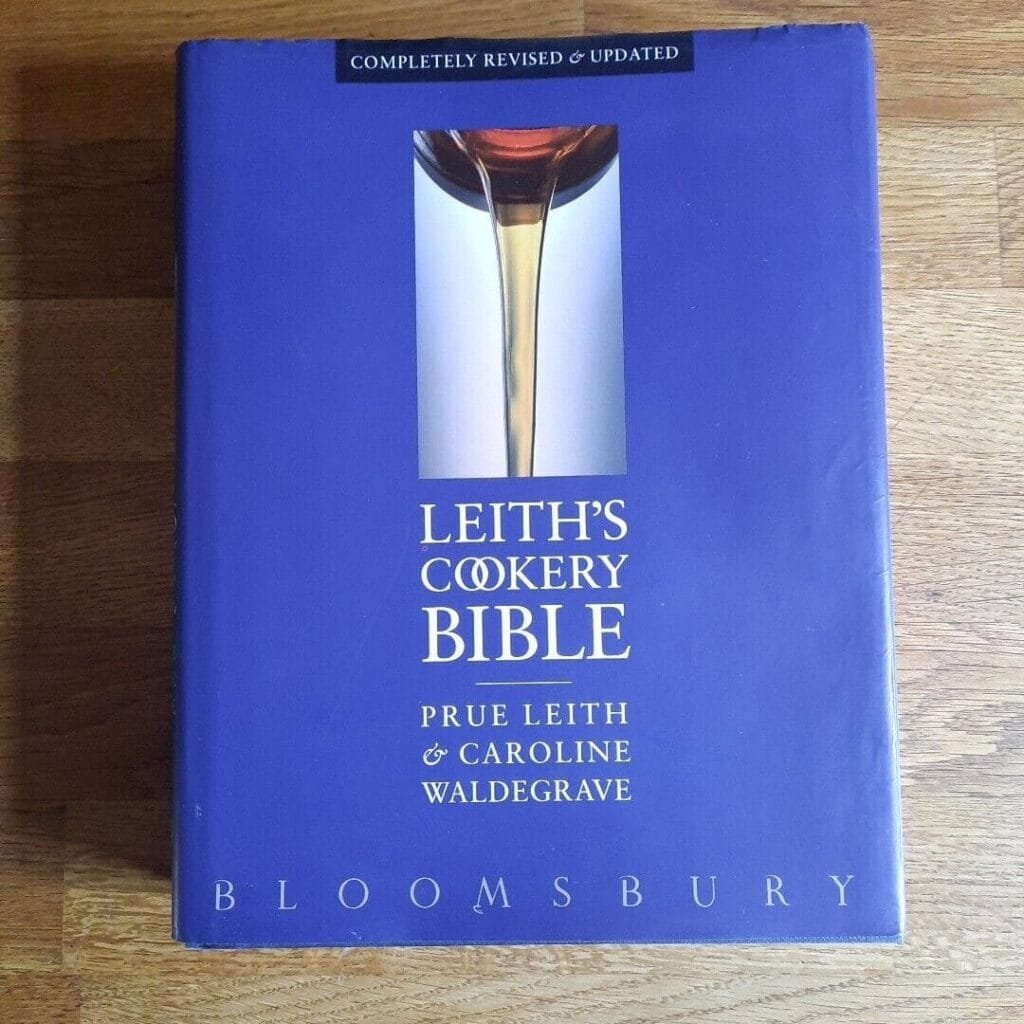 COMPLETELY REVISED & UPDATED
LEITH'S
COOKERY
BIBLE
PRUE LEITH
& CAROLINE
WALDEGRAVE
BLOOMSBURY